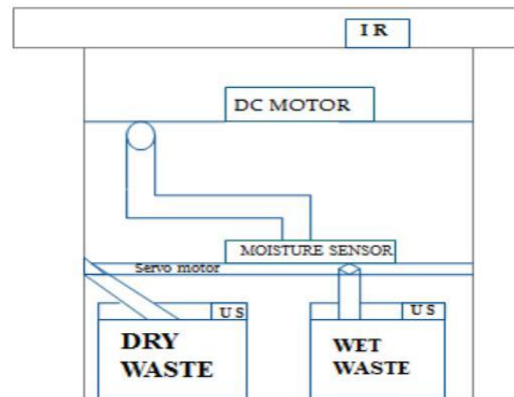 I R
DC MOTOR
MOISTURE SENSOR
Servo motor
U S
U S
DRY
WASTE
WET
WASTE